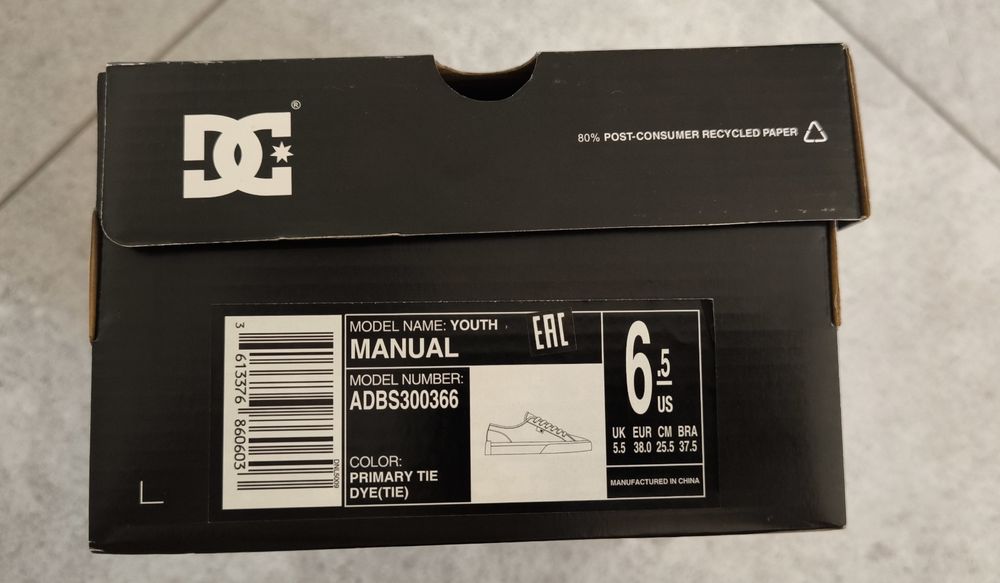 DC ®
80% POST-CONSUMER RECYCLED PAPER
3 613376 860603
DNL-5009
MODEL NAME: YOUTH
MANUAL
EAC
MODEL NUMBER:
ADBS300366
COLOR:
PRIMARY TIE
DYE(TIE)
6.5
US
UK EUR CM BRA
5.5 38.0 25.5 37.5
MANUFACTURED IN CHINA